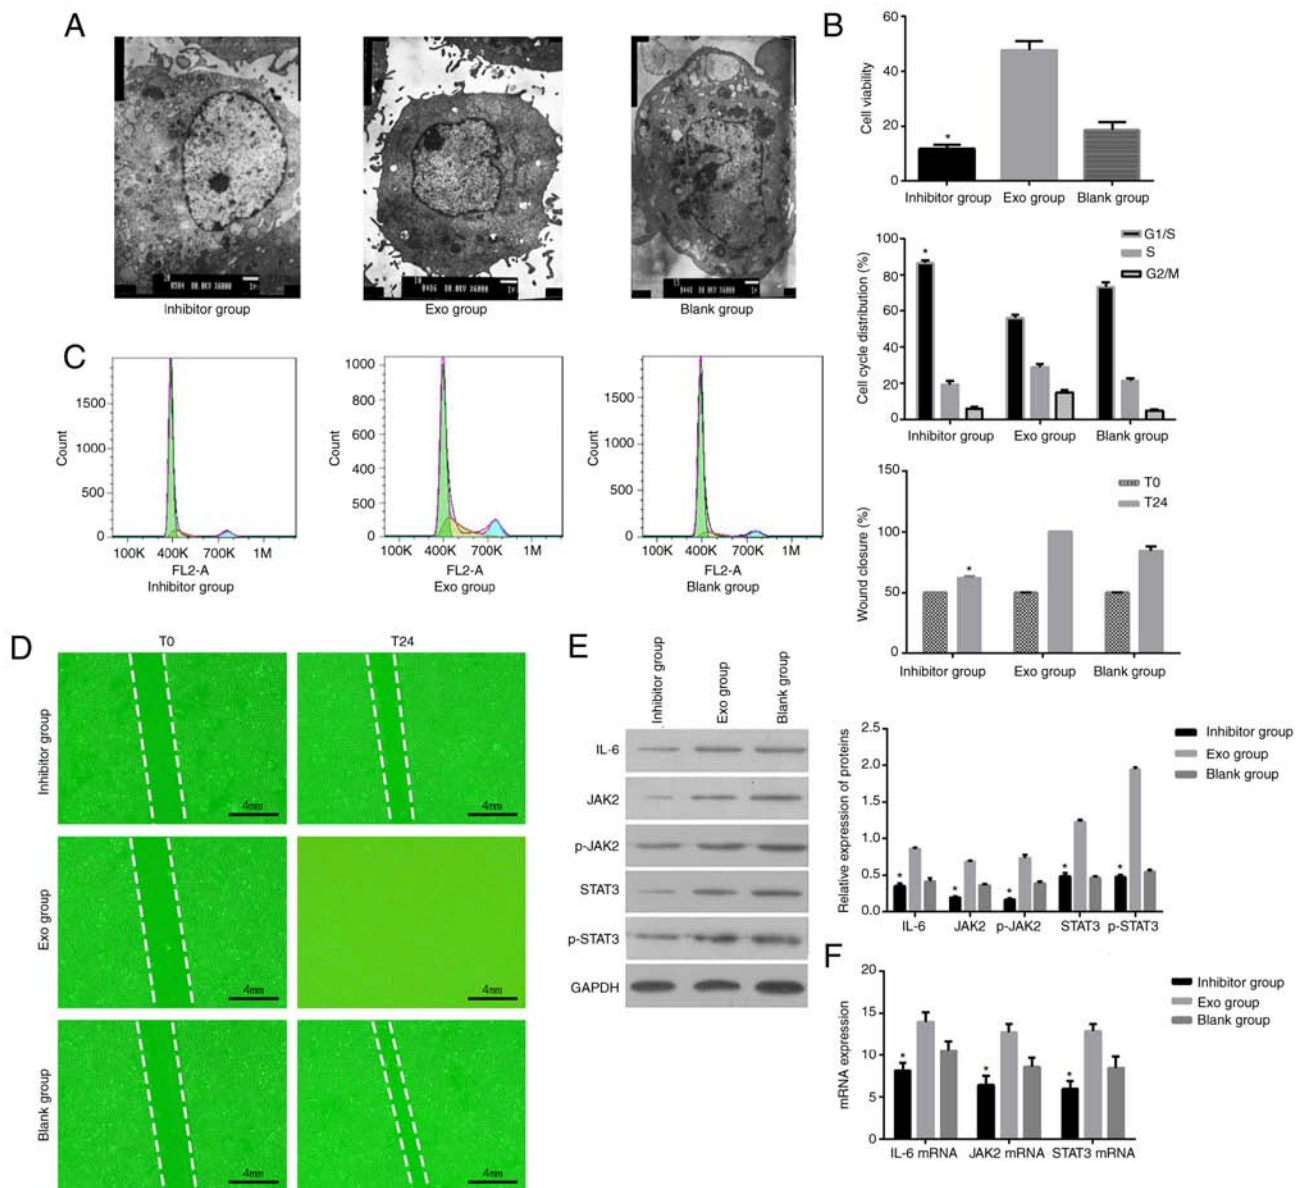 A
Inhibitor group
Exo group
Blank group
B
Cell viability
60
40
20
0
Inhibitor group
Exo group
Blank group
*
Cell cycle distribution (%)
100
80
60
40
20
0
*
G1/S
S
G2/M
Inhibitor group
Exo group
Blank group
Wound closure (%)
150
100
50
0
*
T0
T24
Inhibitor group
Exo group
Blank group
C
Count
1500
1000
500
0
100K 400K 700K 1M
FL2-A
Inhibitor group
Count
1000
800
600
400
200
0
100K 400K 700K 1M
FL2-A
Exo group
Count
1500
1000
500
0
100K 400K 700K 1M
FL2-A
Blank group
D
T0
T24
Inhibitor group
4mm
4mm
Exo group
4mm
4mm
Blank group
4mm
4mm
E
Inhibitor group
Exo group
Blank group
IL-6
JAK2
p-JAK2
STAT3
p-STAT3
GAPDH
Relative expression of proteins
2.5
2.0
1.5
1.0
0.5
0.0
* * * * *
IL-6 JAK2 p-JAK2 STAT3 p-STAT3
Inhibitor group
Exo group
Blank group
F
mRNA expression
20
15
10
5
0
* * *
IL-6 mRNA JAK2 mRNA STAT3 mRNA
Inhibitor group
Exo group
Blank group